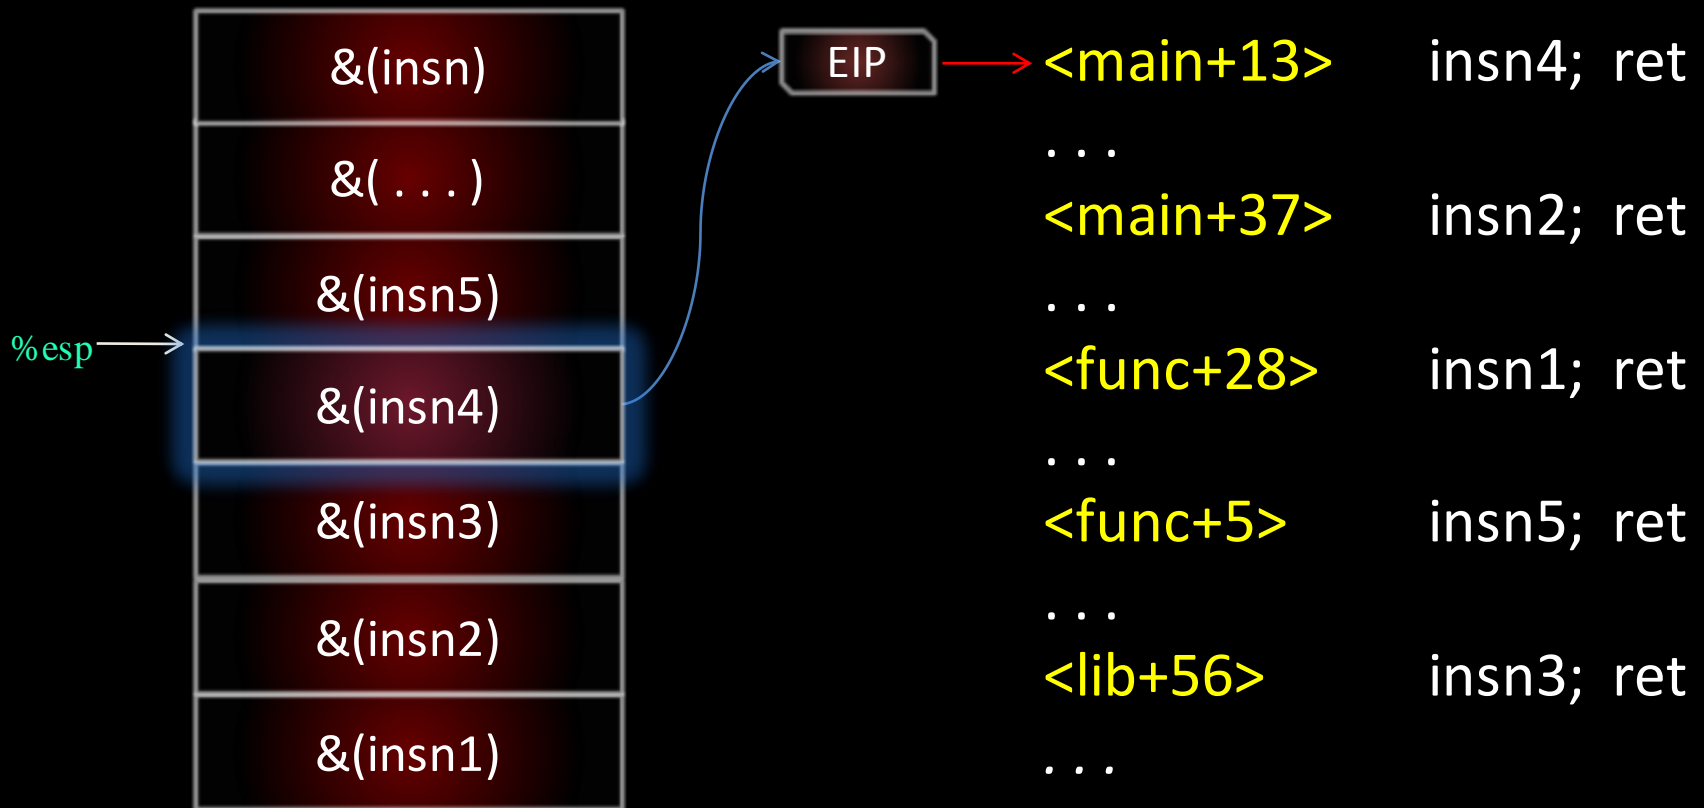 &(insn)
&( . . . )
&(insn5)
%esp
&(insn4)
&(insn3)
&(insn2)
&(insn1)
EIP
<main+13> insn4; ret
. . .
<main+37> insn2; ret
. . .
<func+28> insn1; ret
. . .
<func+5> insn5; ret
. . .
<lib+56> insn3; ret
. . .